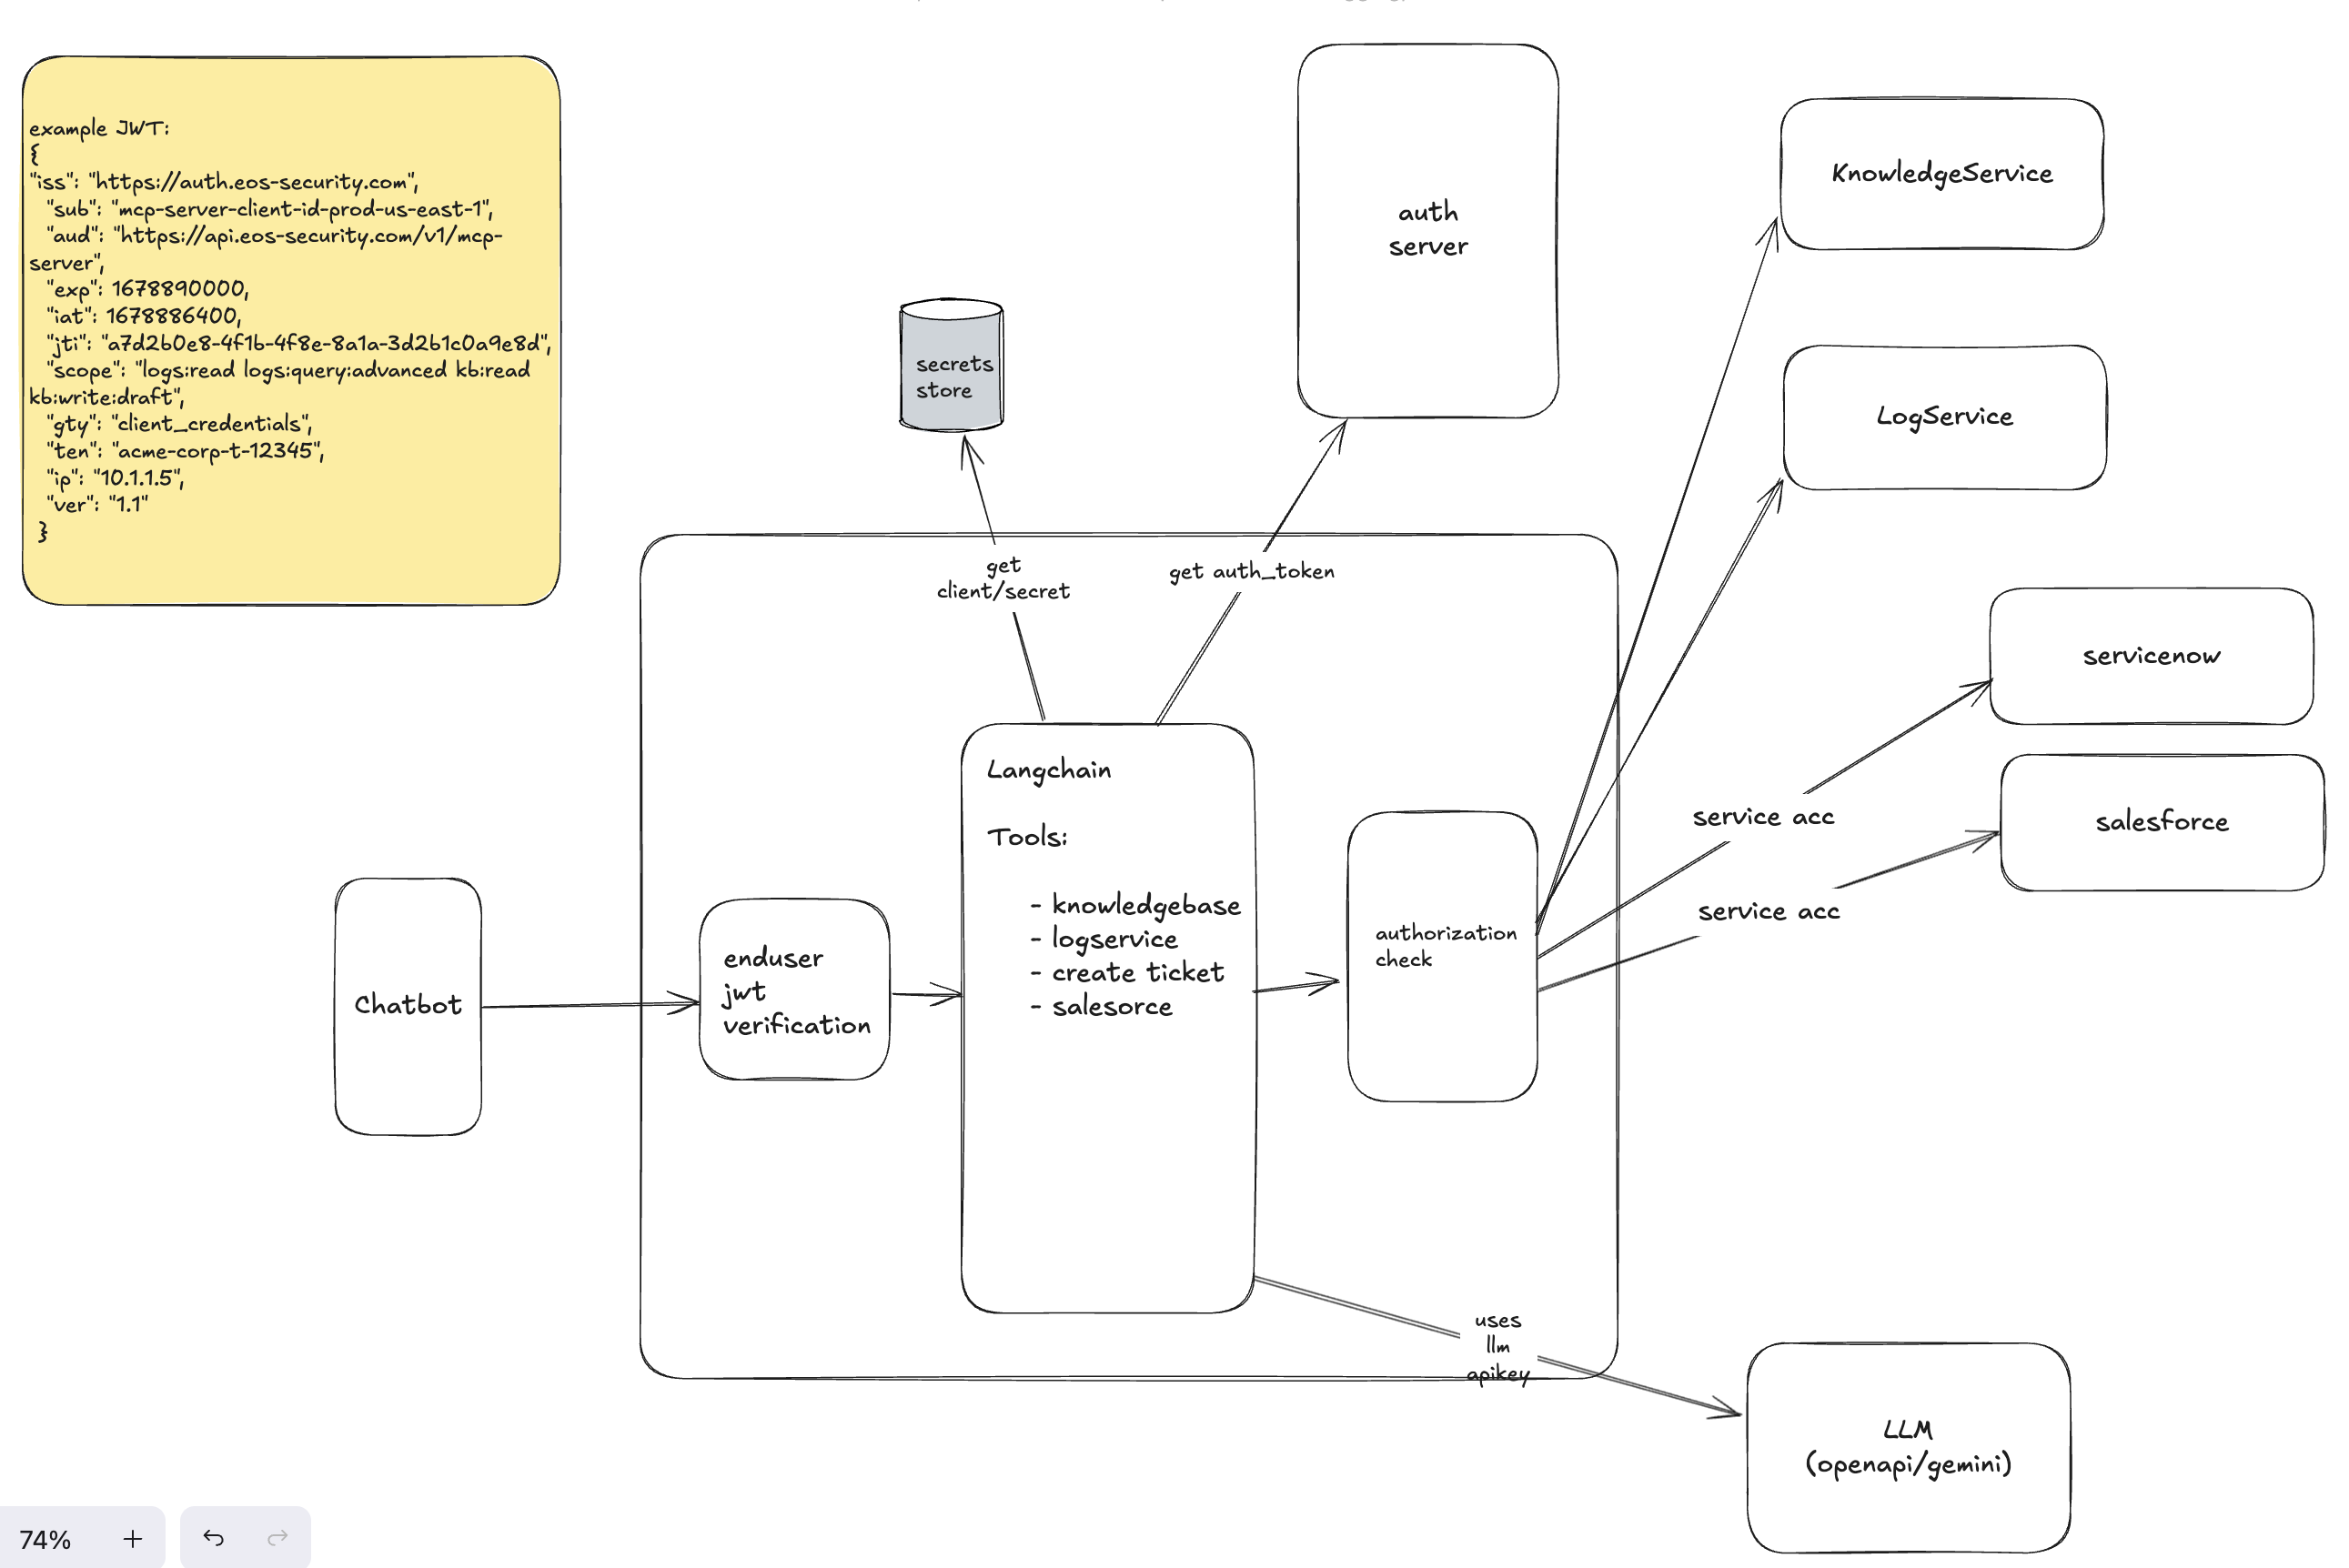 example JWT:
{
"iss": "https://auth.eos-security.com",
"sub": "mcp-server-client-id-prod-us-east-1",
"aud": "https://api.eos-security.com/v1/mcp-
server",
"exp": 1678890000,
"iat": 1678886400,
"jti": "a7d2b0e8-4f1b-4f8e-8a1a-3d2b1c0a9e8d",
"scope": "logs:read logs:query:advanced kb:read
kb:write:draft",
"gty": "client_credentials",
"ten": "acme-corp-t-12345",
"ip": "10.1.1.5",
"ver": "1.1"
}
secrets
store
auth
server
KnowledgeService
LogService
servicenow
salesforce
get
client/secret
get auth_token
service acc
service acc
Chatbot
enduser
jwt
verification
Langchain
Tools:
- knowledgebase
- logservice
- create ticket
- salesorce
authorization
check
uses
llm
apikey
LLM
(openapi/gemini)
74%